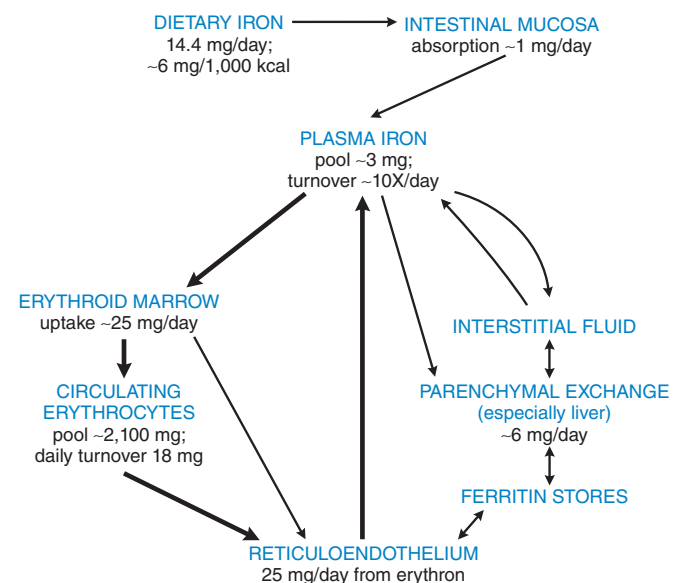 DIETARY IRON
14.4 mg/day;
~6 mg/1,000 kcal
INTESTINAL MUCOSA
absorption ~1 mg/day
PLASMA IRON
pool ~3 mg;
turnover ~10X/day
ERYTHROID MARROW
uptake ~25 mg/day
INTERSTITIAL FLUID
CIRCULATING
ERYTHROCYTES
pool ~2,100 mg;
daily turnover 18 mg
PARENCHYMAL EXCHANGE
(especially liver)
~6 mg/day
FERRITIN STORES
RETICULOENDOTHELIUM
25 mg/day from erythron